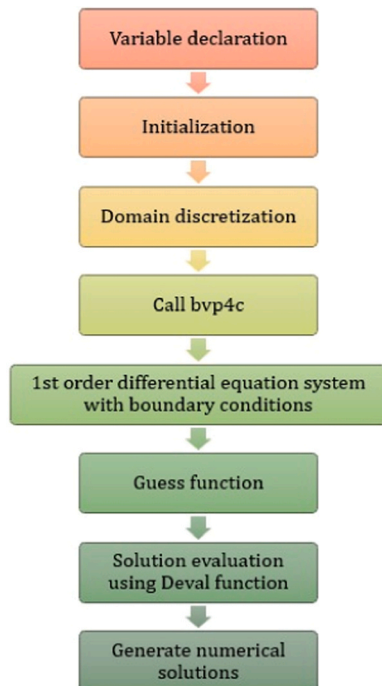 Variable declaration
Initialization
Domain discretization
Call bvp4c
1st order differential equation system
with boundary conditions
Guess function
Solution evaluation
using Deval function
Generate numerical
solutions